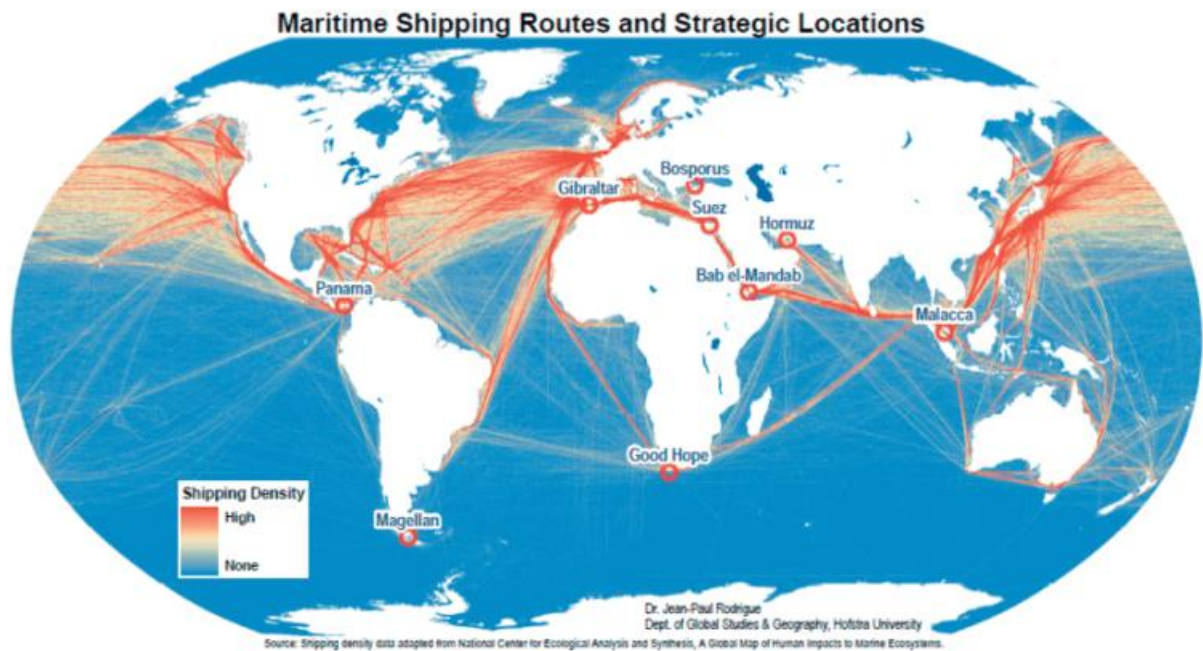 Maritime Shipping Routes and Strategic Locations
Bosporus
Gibraltar
Suez
Hormuz
Bab el-Mandab
Panama
Malacca
Good Hope
Magellan
Shipping Density
High
None
Dr. Jean-Paul Rodrigue
Dept. of Global Studies & Geography, Hofstra University
Source: Shipping density data adapted from National Center for Ecological Analysis and Synthesis, A Global Map of Human Impacts to Marine Ecosystems.